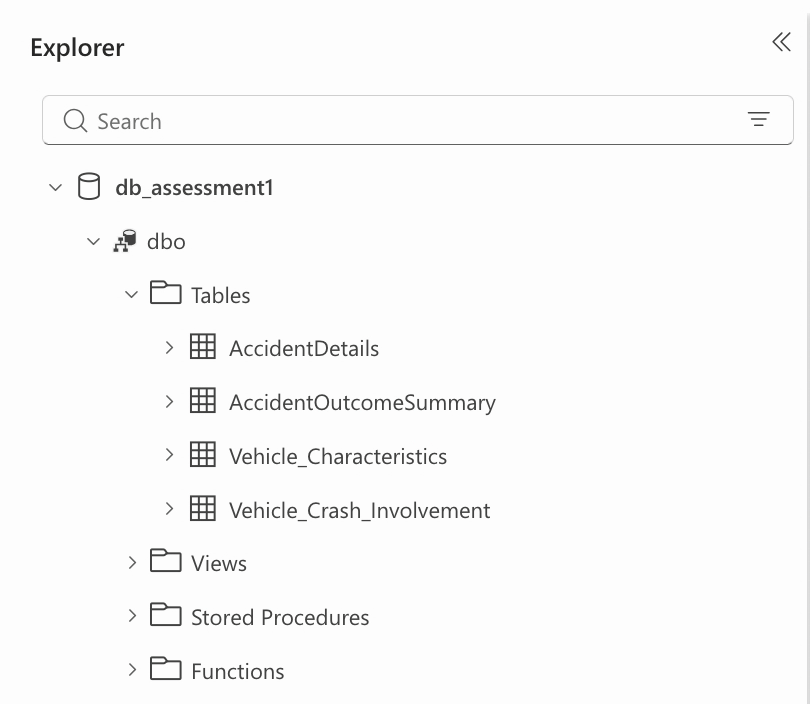 Explorer
Search
db_assessment1
dbo
Tables
AccidentDetails
AccidentOutcomeSummary
Vehicle_Characteristics
Vehicle_Crash_Involvement
Views
Stored Procedures
Functions